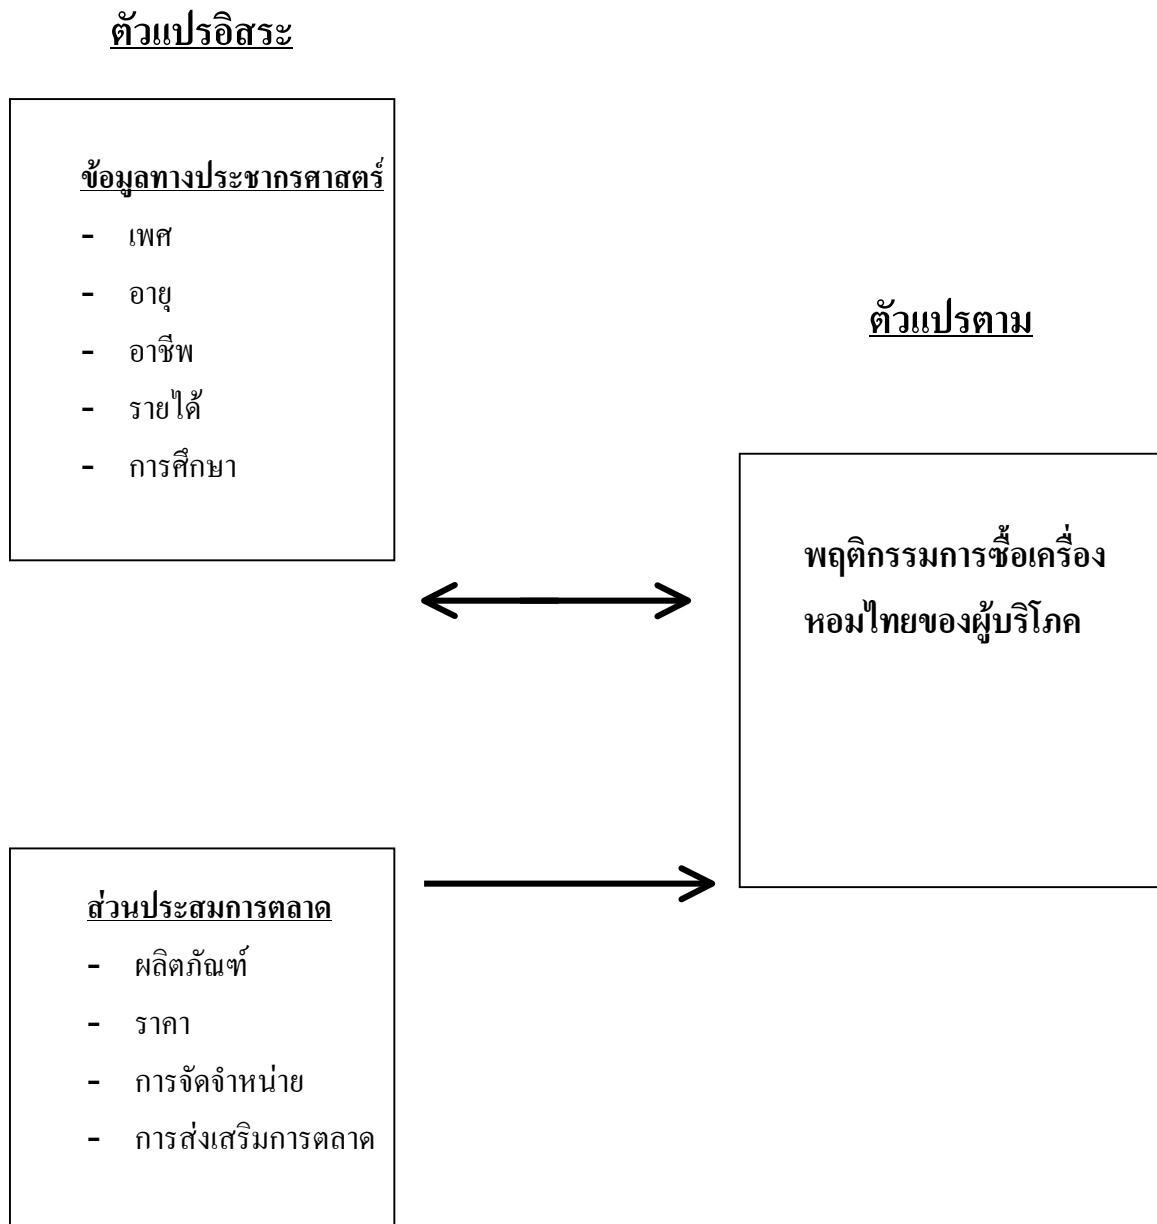 ตัวแปรอิสระ
ข้อมูลทางประชากรศาสตร์
- เพศ
- อายุ
- อาชีพ
- รายได้
- การศึกษา
ตัวแปรตาม
พฤติกรรมการซื้อเครื่อง
หอมไทยของผู้บริโภค
ส่วนประสมการตลาด
- ผลิตภัณฑ์
- ราคา
- การจัดจำหน่าย
- การส่งเสริมการตลาด